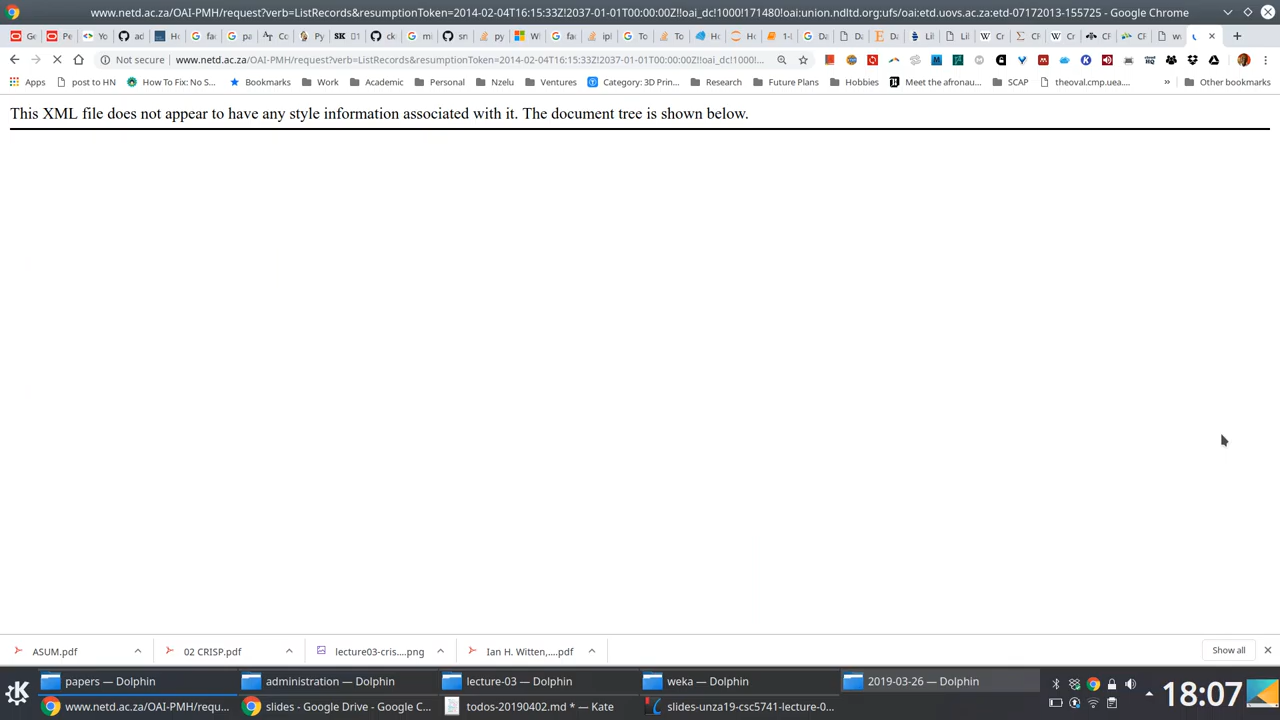 www.netd.ac.za/OAI-PMH/request?verb=ListRecords&resumptionToken=2014-02-04T16:15:33Z!2037-01-01T00:00:00Z!!oai_dc!1000!171480!oai:union.ndltd.org:ufs/oai:etd.uovs.ac.za:etd-07172013-155725 - Google Chrome
Not secure www.netd.ac.za/OAI-PMH/request?verb=ListRecords&resumptionToken=2014-02-04T16:15:33Z!2037-01-01T00:00:00Z!!oai_dc!1000!...
Apps post to HN How To Fix: No S... Bookmarks Work Academic Personal Nzelu Ventures Category: 3D Prin... Research Future Plans Hobbies Meet the afronau... SCAP theoval.cmp.uea.... » Other bookmarks
This XML file does not appear to have any style information associated with it. The document tree is shown below.
ASUM.pdf 02 CRISP.pdf lecture03-cris....png Ian H. Witten,....pdf Show all
papers — Dolphin administration — Dolphin lecture-03 — Dolphin weka — Dolphin 2019-03-26 — Dolphin
www.netd.ac.za/OAI-PMH/requ... slides - Google Drive - Google C... todos-20190402.md * — Kate slides-unza19-csc5741-lecture-0...
18:07